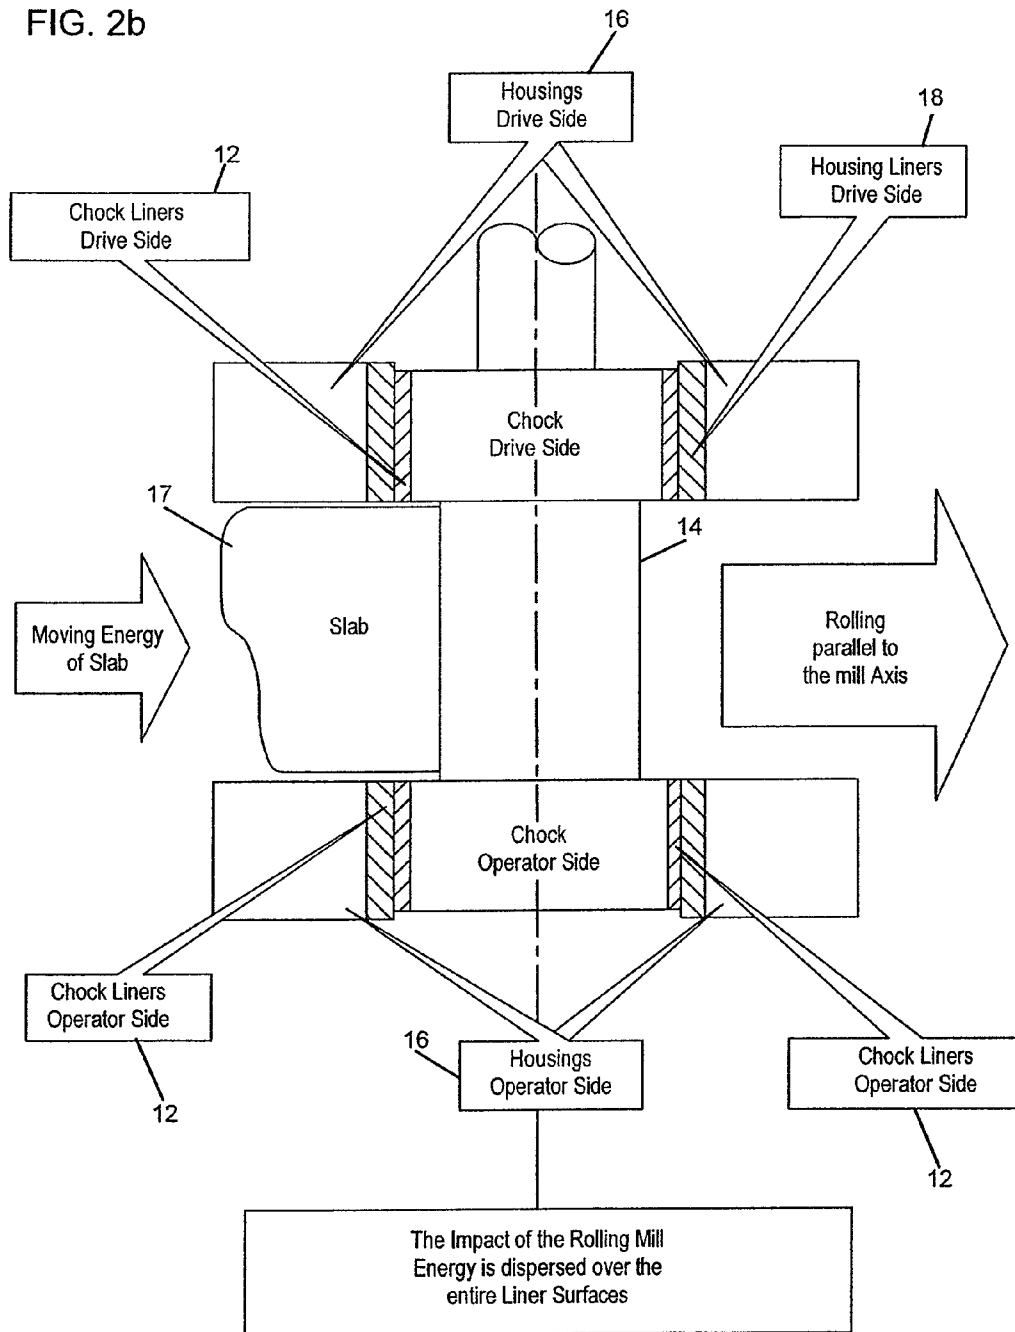 FIG. 2b
16
Housings
Drive Side
18
Housing Liners
Drive Side
12
Chock Liners
Drive Side
Chock
Drive Side
17
14
Moving Energy
of Slab
Slab
Rolling
parallel to
the mill Axis
Chock
Operator Side
Chock Liners
Operator Side
12
16
Housings
Operator Side
Chock Liners
Operator Side
12
The Impact of the Rolling Mill
Energy is dispersed over the
entire Liner Surfaces